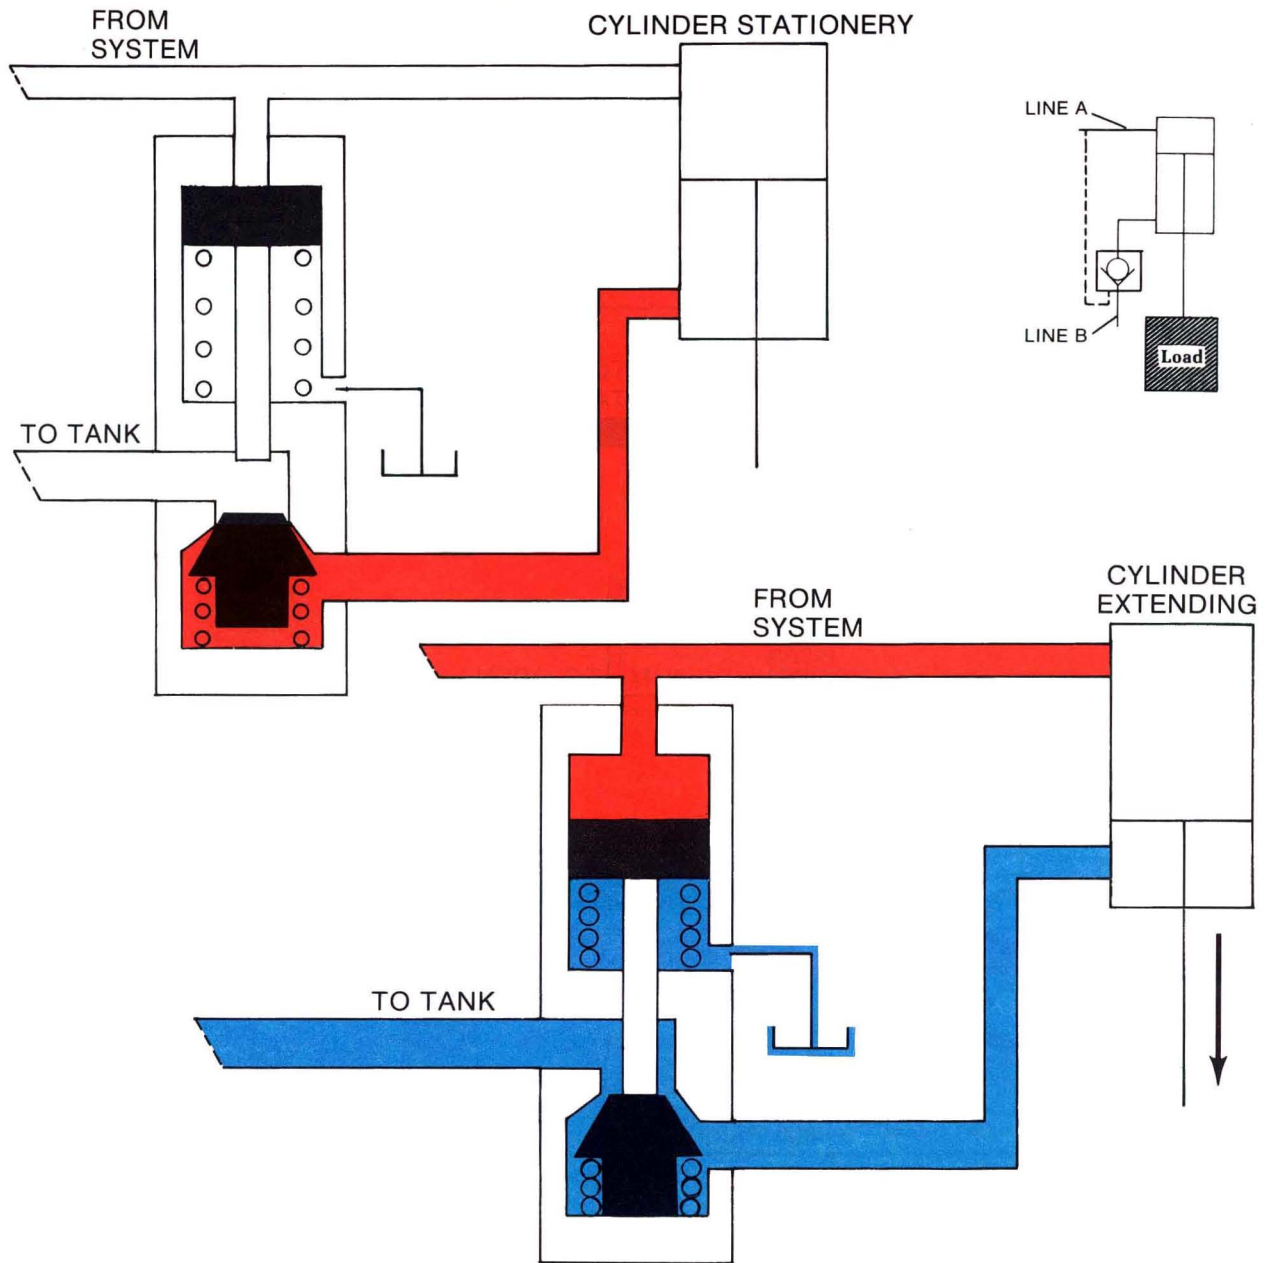 FROM
SYSTEM
CYLINDER STATIONERY
LINE A
LINE B
Load
TO TANK
CYLINDER
EXTENDING
FROM
SYSTEM
TO TANK